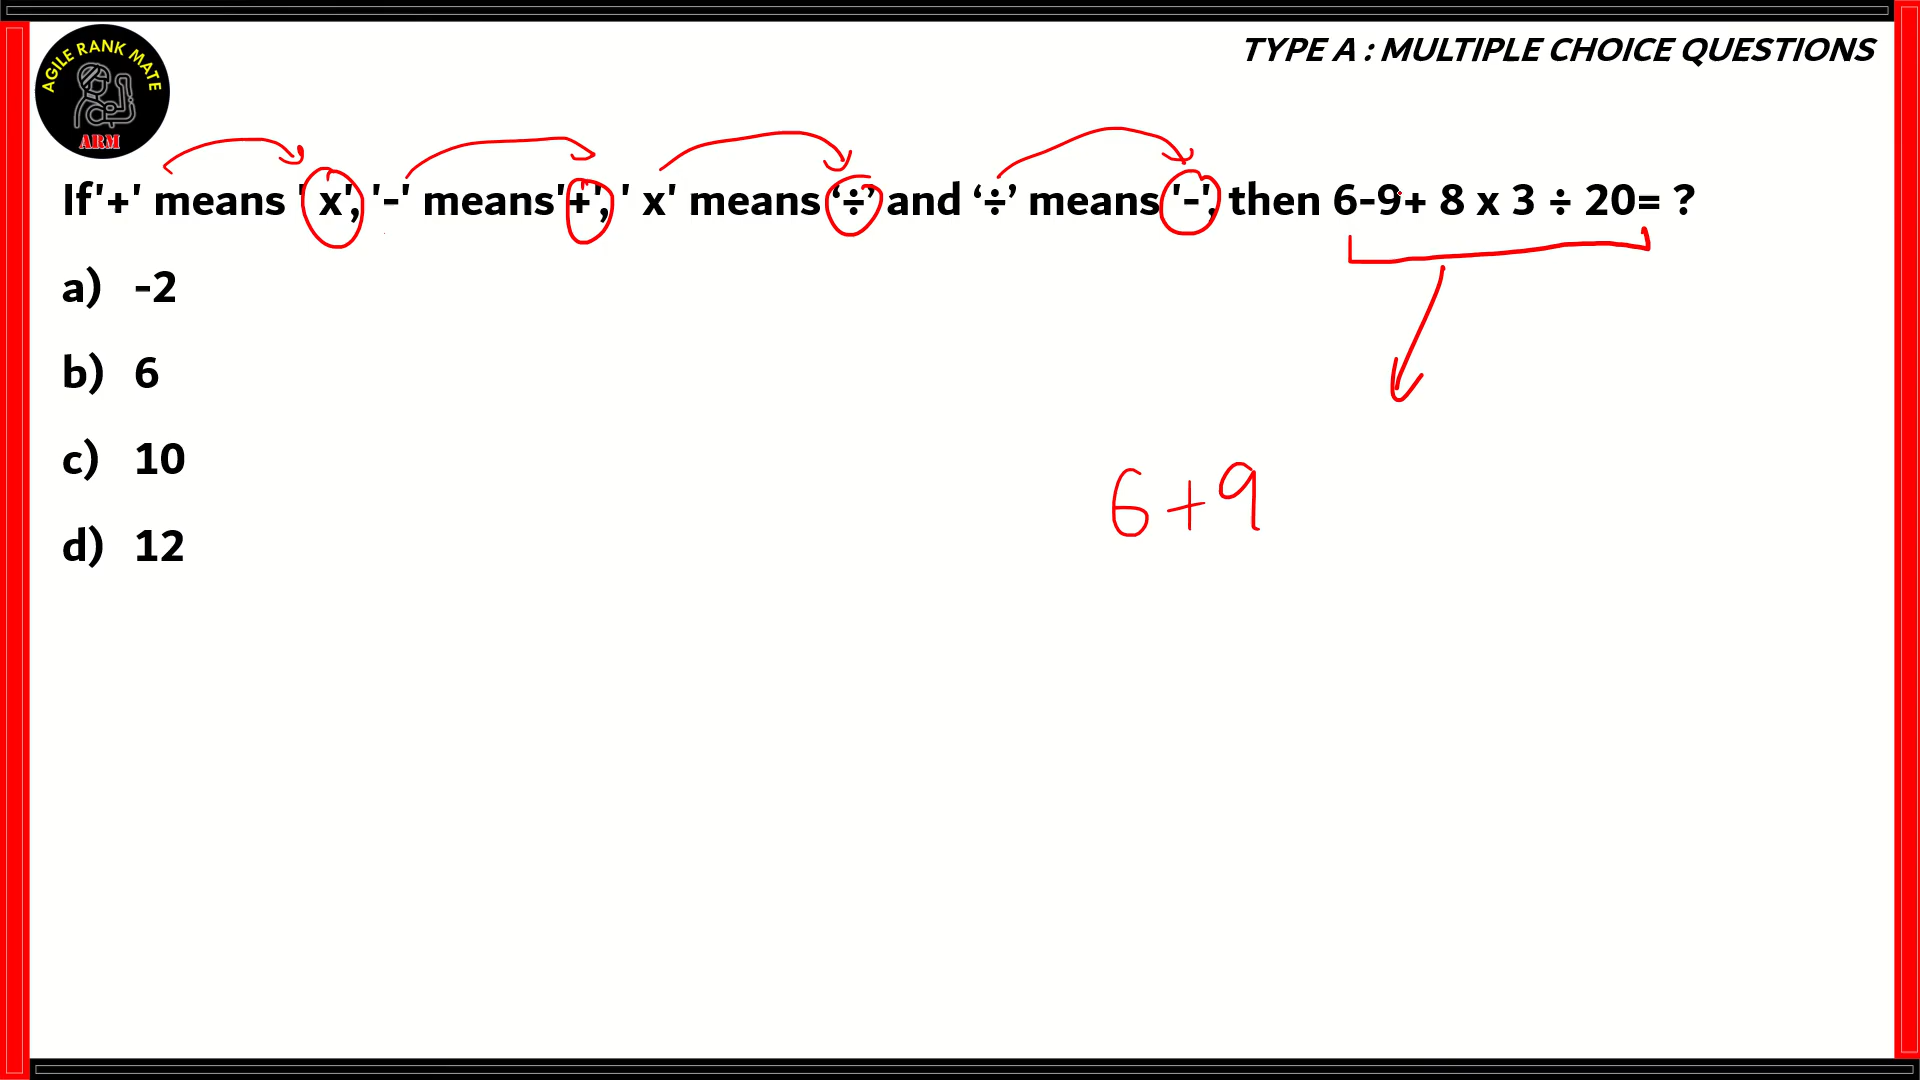 AGILE RANK MATE
ARM
TYPE A : MULTIPLE CHOICE QUESTIONS
If'+' means ' x', '-' means'+', ' x' means ‘÷’ and ‘÷’ means '-', then 6-9+ 8 x 3 ÷ 20= ?
a) -2
b) 6
c) 10
d) 12
6+9